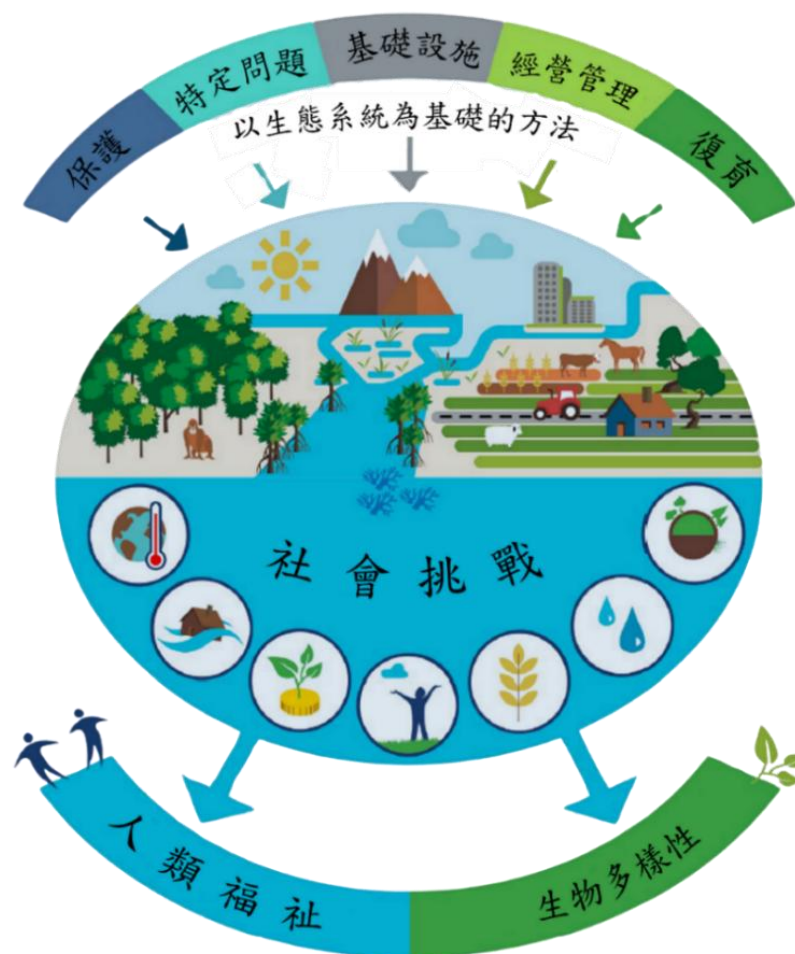 保護
特定問題
基礎設施
經營管理
復育
以生態系統為基礎的方法
社會挑戰
人類福祉
生物多樣性